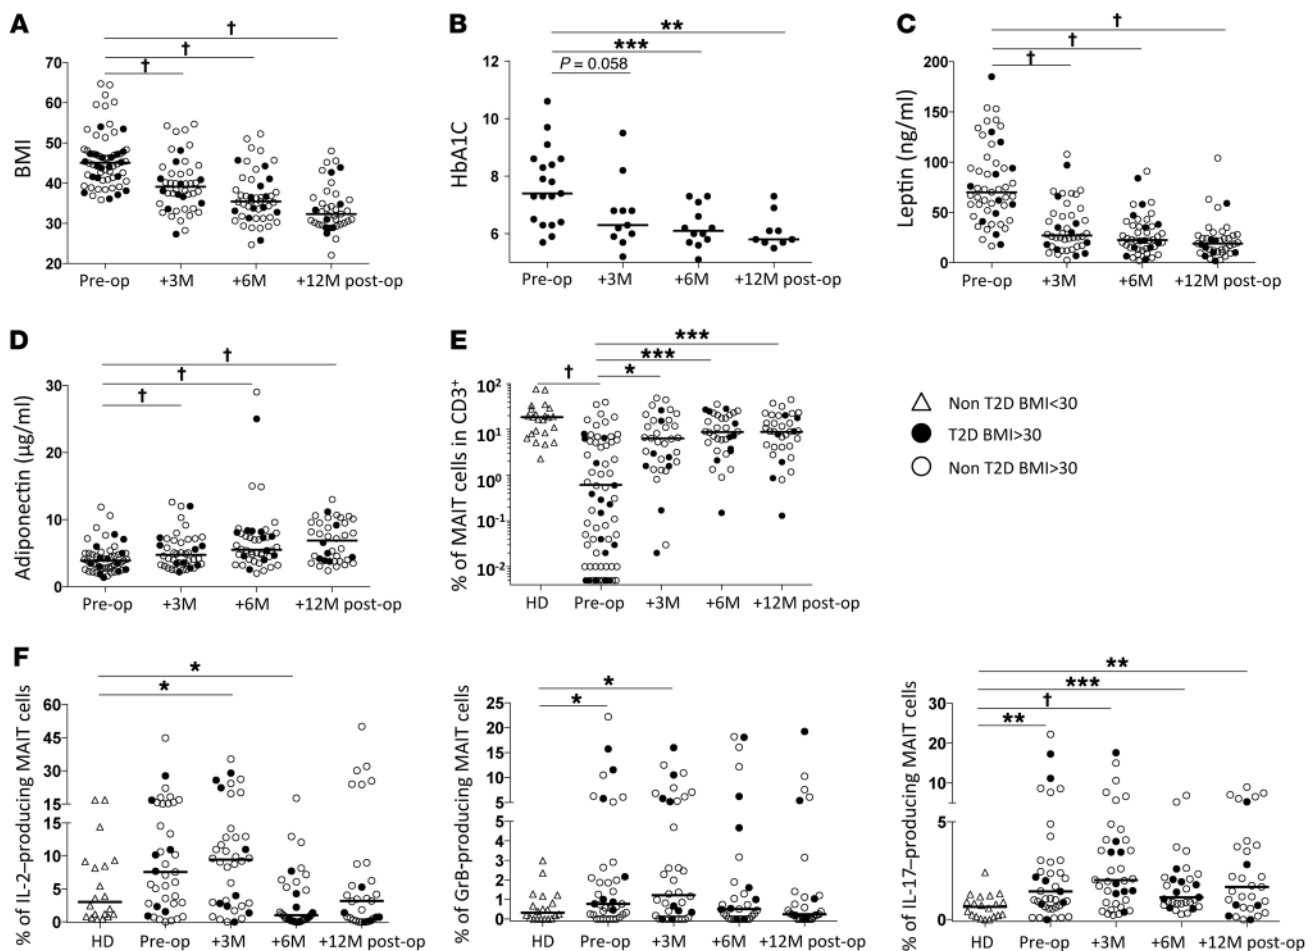 A
†
†
†
BMI
70
60
50
40
30
20
Pre-op
+3M
+6M
+12M post-op
B
**
***
P = 0.058
HbA1C
12
10
8
6
Pre-op
+3M
+6M
+12M post-op
C
†
†
†
Leptin (ng/ml)
200
150
100
50
0
Pre-op
+3M
+6M
+12M post-op
D
†
†
†
Adiponectin (µg/ml)
30
20
10
0
Pre-op
+3M
+6M
+12M post-op
E
***
***
†
*
% of MAIT cells in CD3⁺
10²
10¹
10⁰
10⁻¹
10⁻²
HD
Pre-op
+3M
+6M
+12M post-op
Non T2D BMI<30
T2D BMI>30
Non T2D BMI>30
F
*
*
% of IL-2–producing MAIT cells
60
45
30
15
15
10
5
0
HD
Pre-op
+3M
+6M
+12M post-op
*
*
% of GrB-producing MAIT cells
25
20
15
10
5
3
2
1
0
HD
Pre-op
+3M
+6M
+12M post-op
**
***
†
**
% of IL-17–producing MAIT cells
30
20
10
5
0
HD
Pre-op
+3M
+6M
+12M post-op